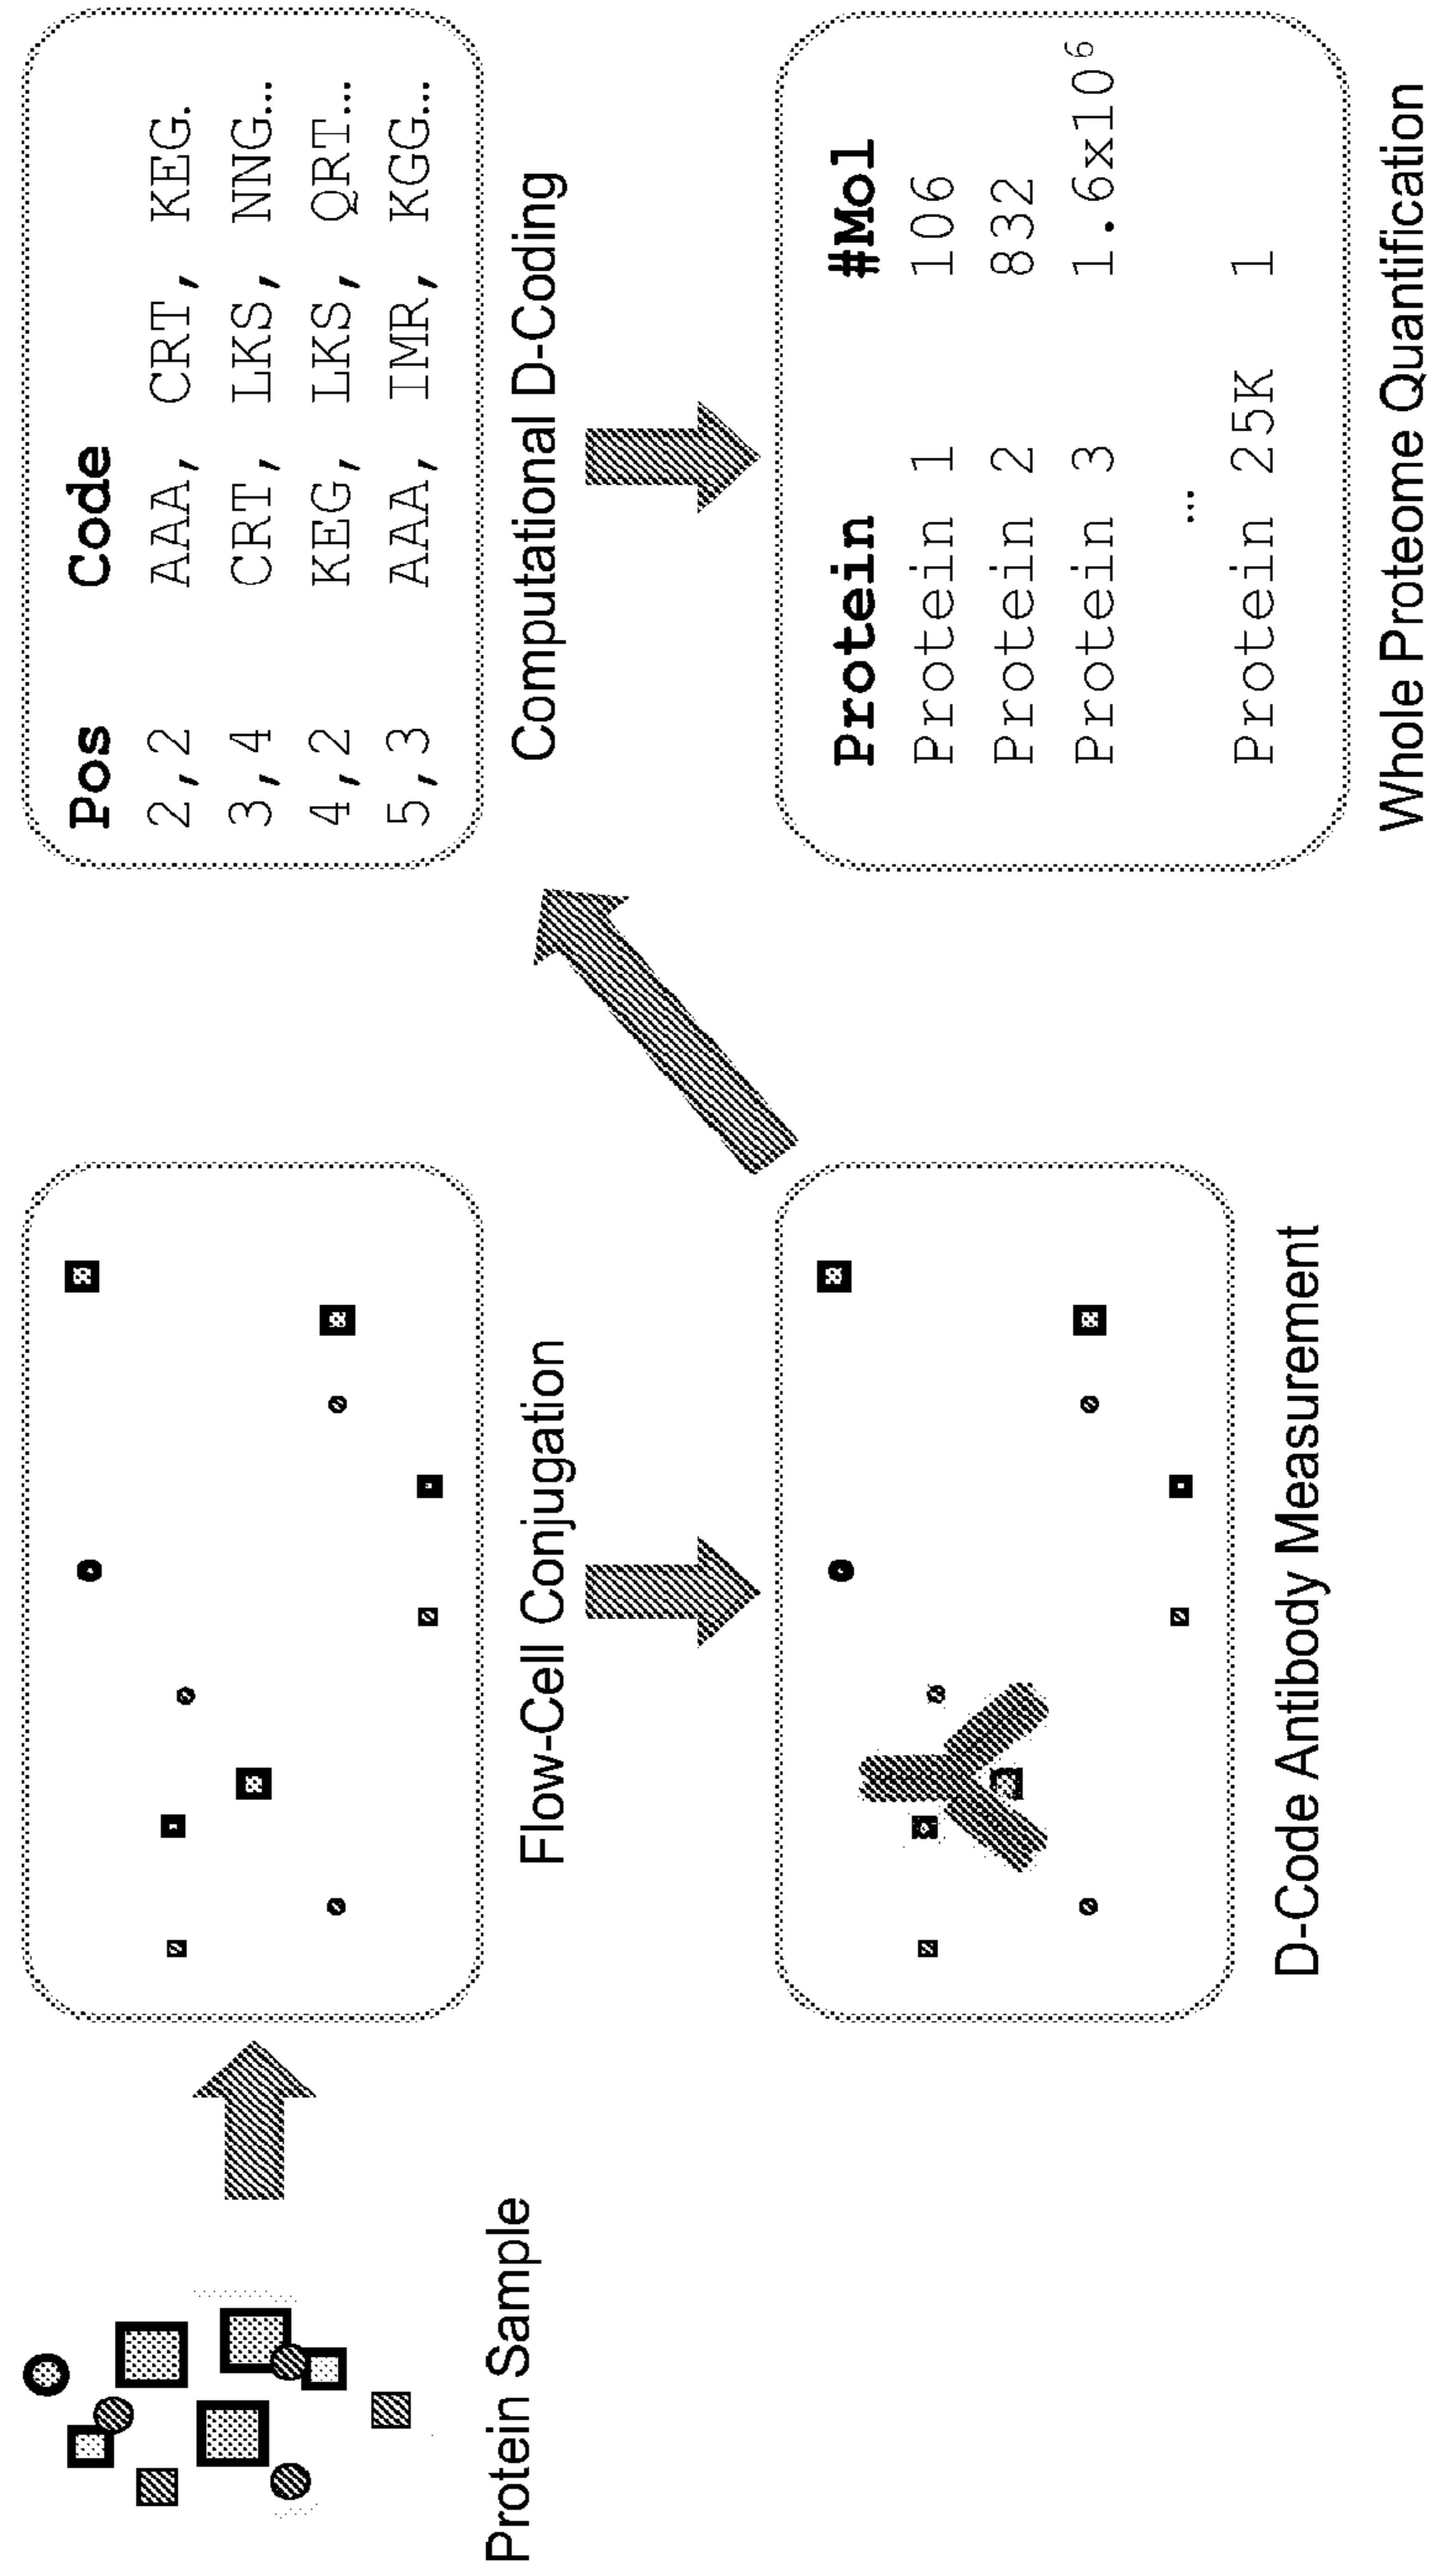 Protein Sample
Flow-Cell Conjugation
D-Code Antibody Measurement
Pos Code
2,2 AAA, CRT, KEG.
3,4 CRT, LKS, NNG...
4,2 KEG, LKS, QRT...
5,3 AAA, IMR, KGG...
Computational D-Coding
Protein #Mol
Protein 1 106
Protein 2 832
Protein 3 1.6x10⁶
...
Protein 25K 1
Whole Proteome Quantification